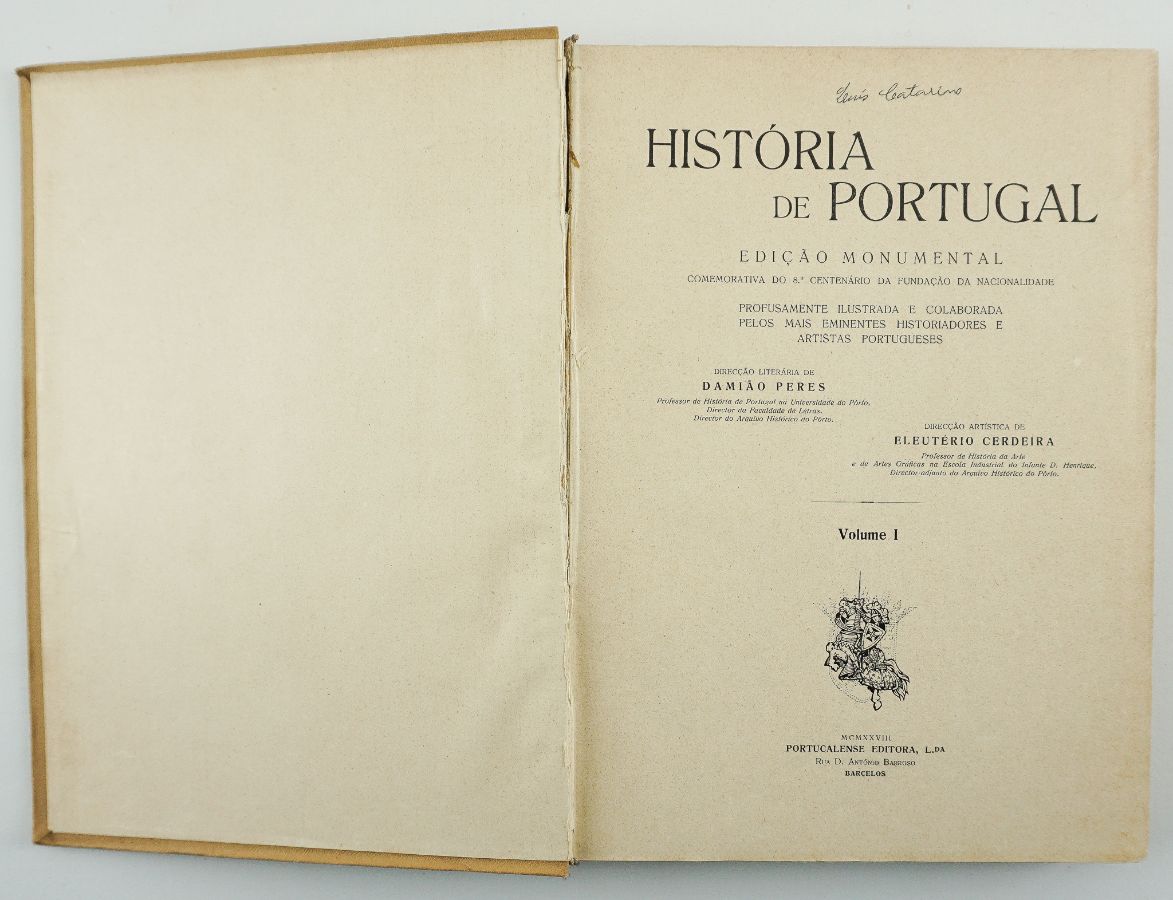 Luís Catarino
HISTÓRIA
DE PORTUGAL
EDIÇÃO MONUMENTAL
COMEMORATIVA DO 8.º CENTENÁRIO DA FUNDAÇÃO DA NACIONALIDADE
PROFUSAMENTE ILUSTRADA E COLABORADA
PELOS MAIS EMINENTES HISTORIADORES E
ARTISTAS PORTUGUESES
DIRECÇÃO LITERÁRIA DE
DAMIÃO PERES
Professor de História de Portugal na Universidade do Pôrto.
Director da Faculdade de Letras.
Director do Arquivo Histórico do Pôrto.
DIRECÇÃO ARTÍSTICA DE
ELEUTÉRIO CERDEIRA
Professor de História da Arte
e de Artes Gráficas na Escola Industrial do Infante D. Henrique.
Director-adjunto do Arquivo Histórico do Pôrto.
Volume I
MCMXXVIII
PORTUCALENSE EDITORA, L.DA
RUA D. ANTÓNIO BARROSO
BARCELOS